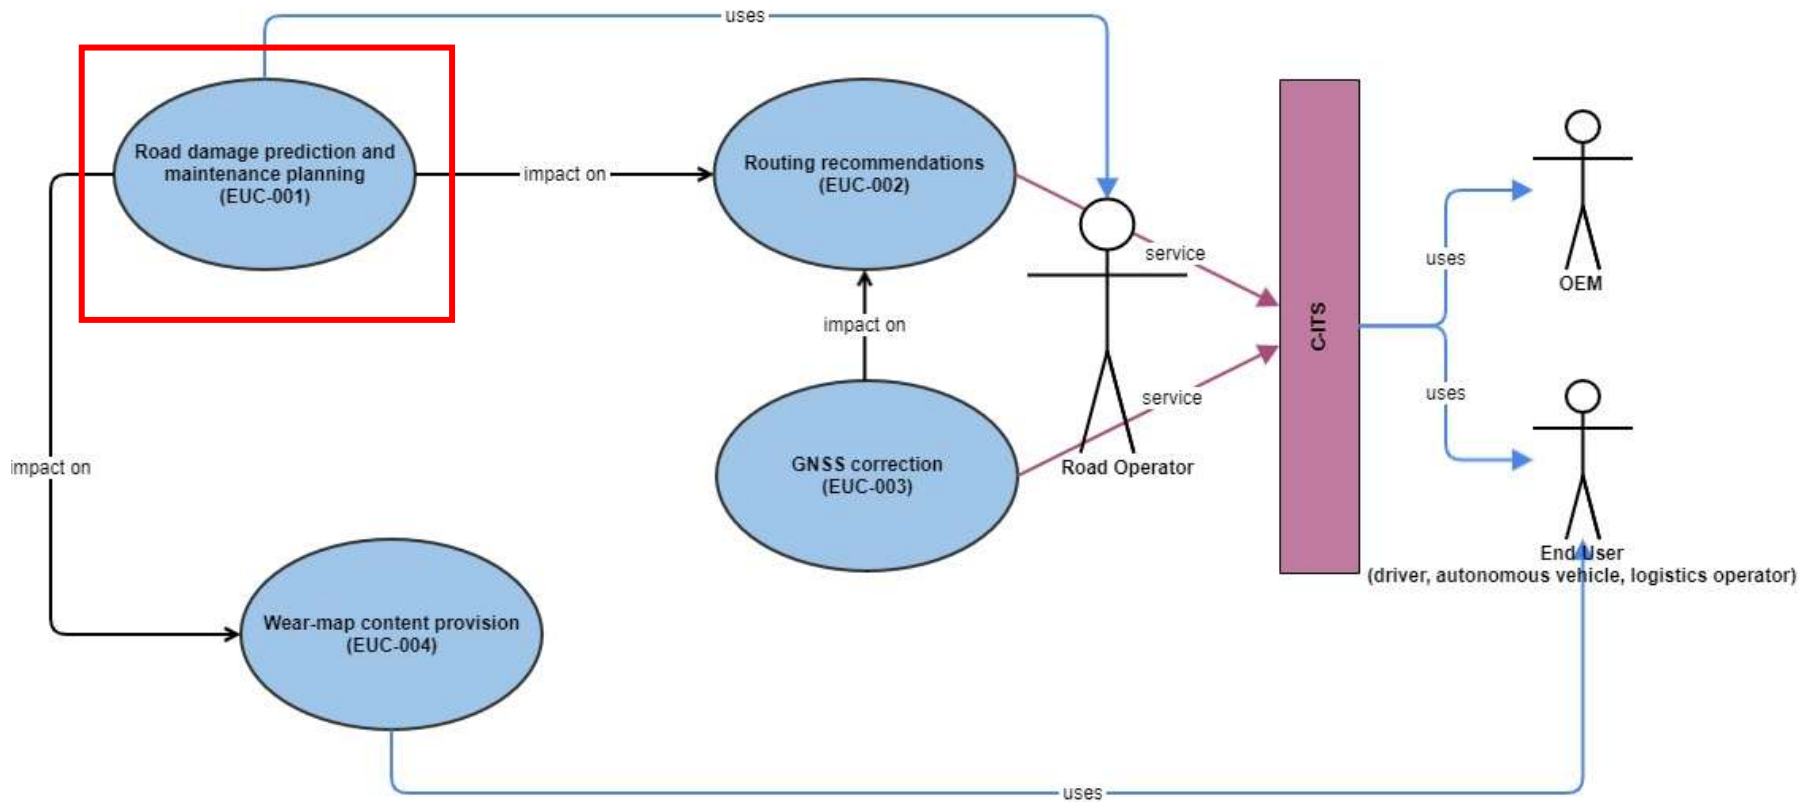 uses
Road damage prediction and
maintenance planning
(EUC-001)
impact on
Routing recommendations
(EUC-002)
service
uses
OEM
impact on
C-ITS
service
uses
GNSS correction
(EUC-003)
Road Operator
impact on
End User
(driver, autonomous vehicle, logistics operator)
Wear-map content provision
(EUC-004)
uses